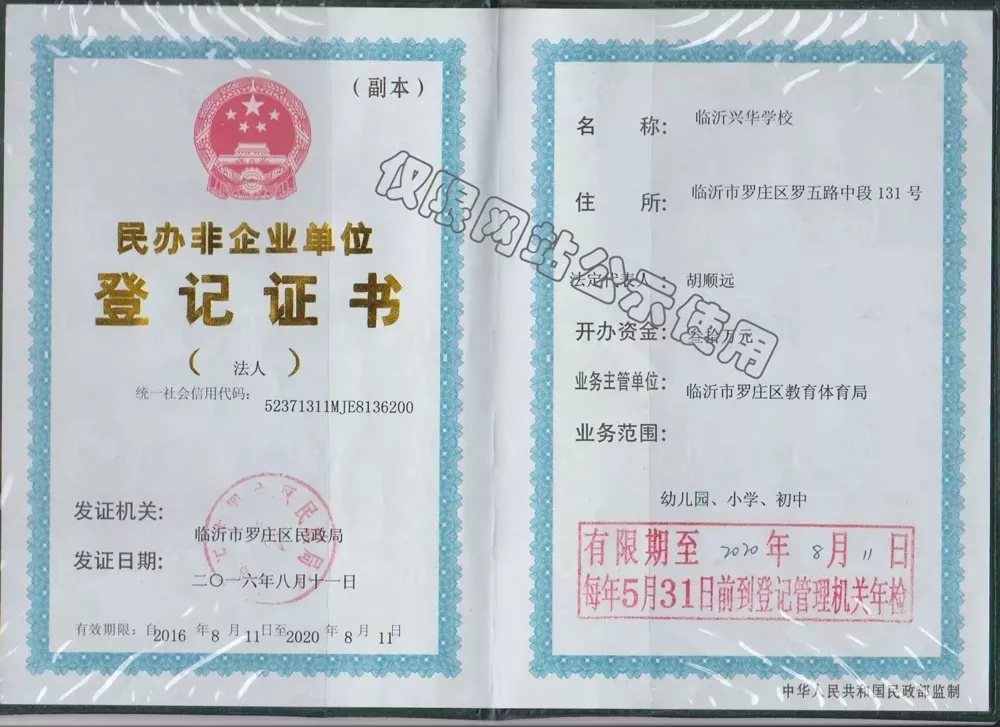 （副本）
民办非企业单位
登记证书
（法人）
统一社会信用代码：
52371311MJE8136200
发证机关：
临沂市罗庄区民政局
发证日期：
二〇一六年八月十一日
有效期限：自2016年8月11日至2020年8月11日
名称：临沂兴华学校
住所：临沂市罗庄区罗五路中段131号
法定代表人：胡顺远
开办资金：叁拾万元
业务主管单位：临沂市罗庄区教育体育局
业务范围：
幼儿园、小学、初中
有限期至2020年8月11日
每年5月31日前到登记管理机关年检
中华人民共和国民政部监制
仅限网站公示使用